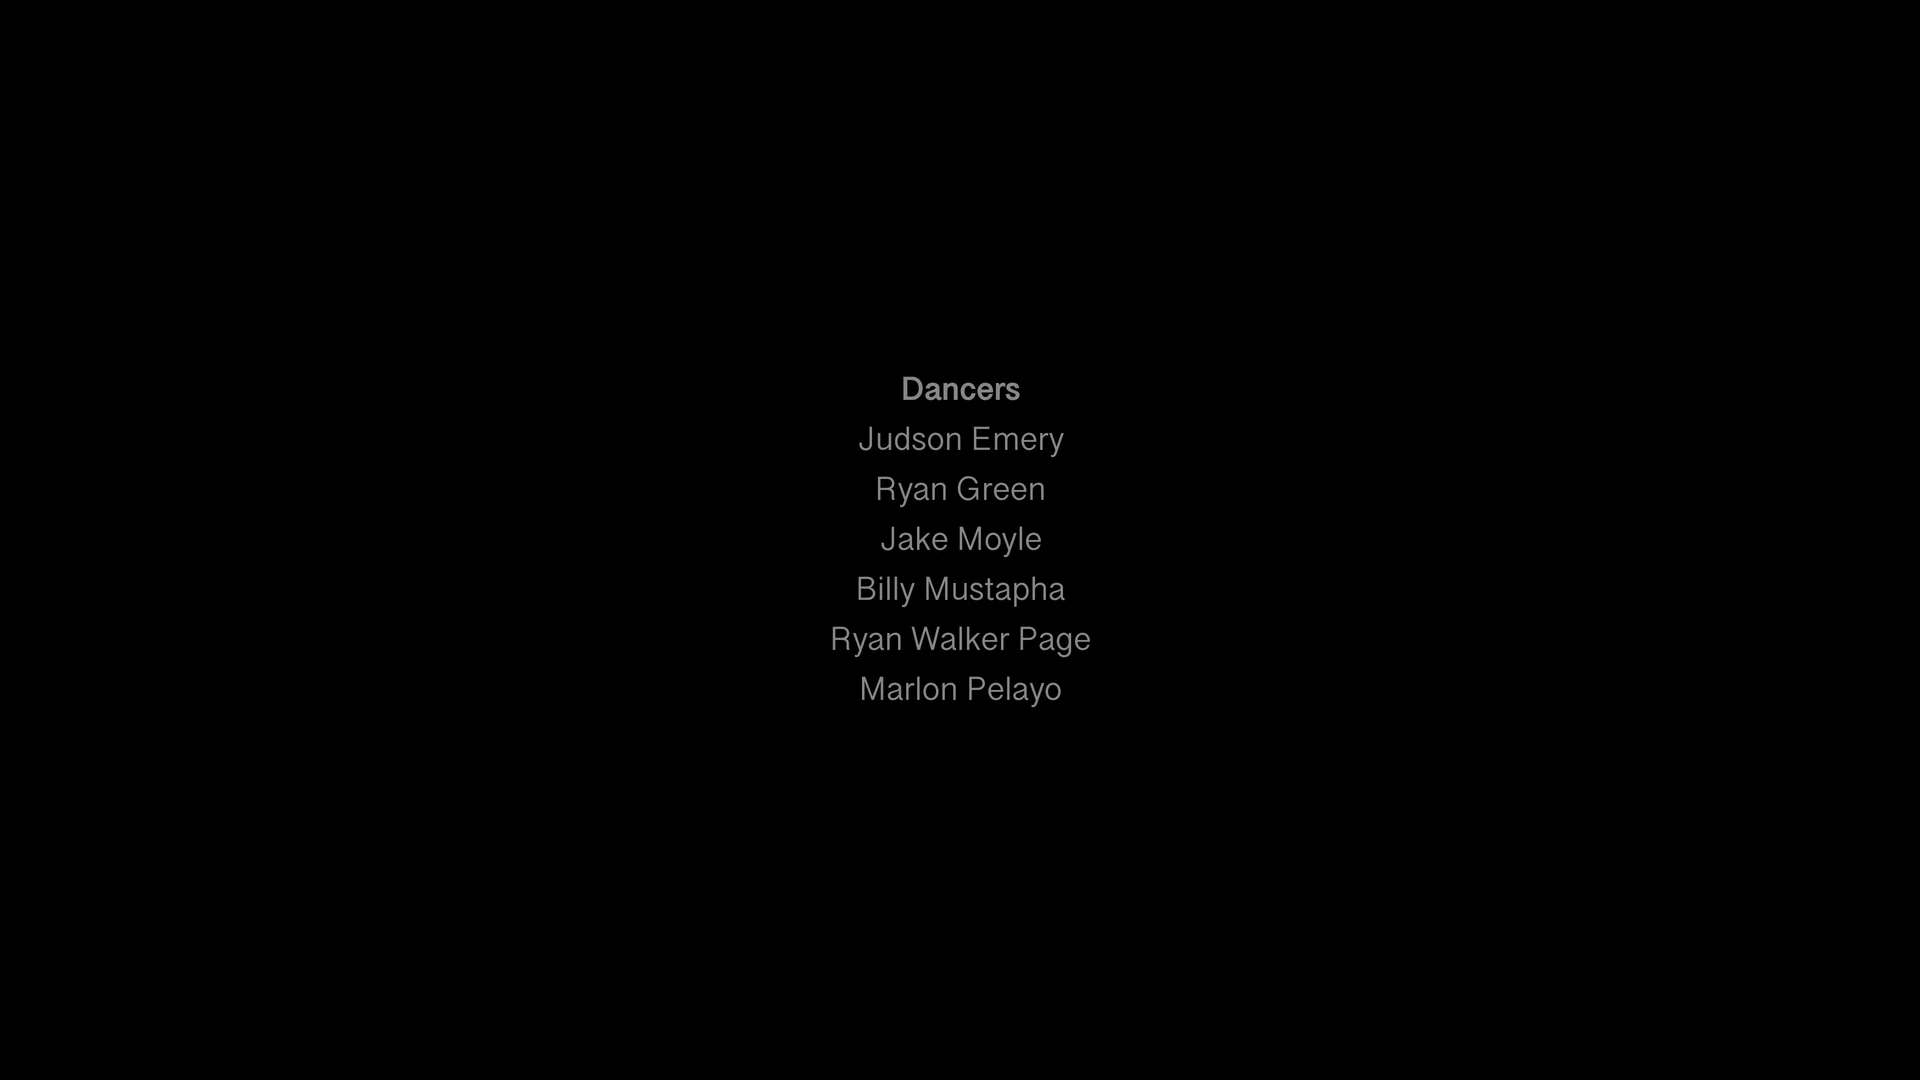 Dancers
Judson Emery
Ryan Green
Jake Moyle
Billy Mustapha
Ryan Walker Page
Marlon Pelayo